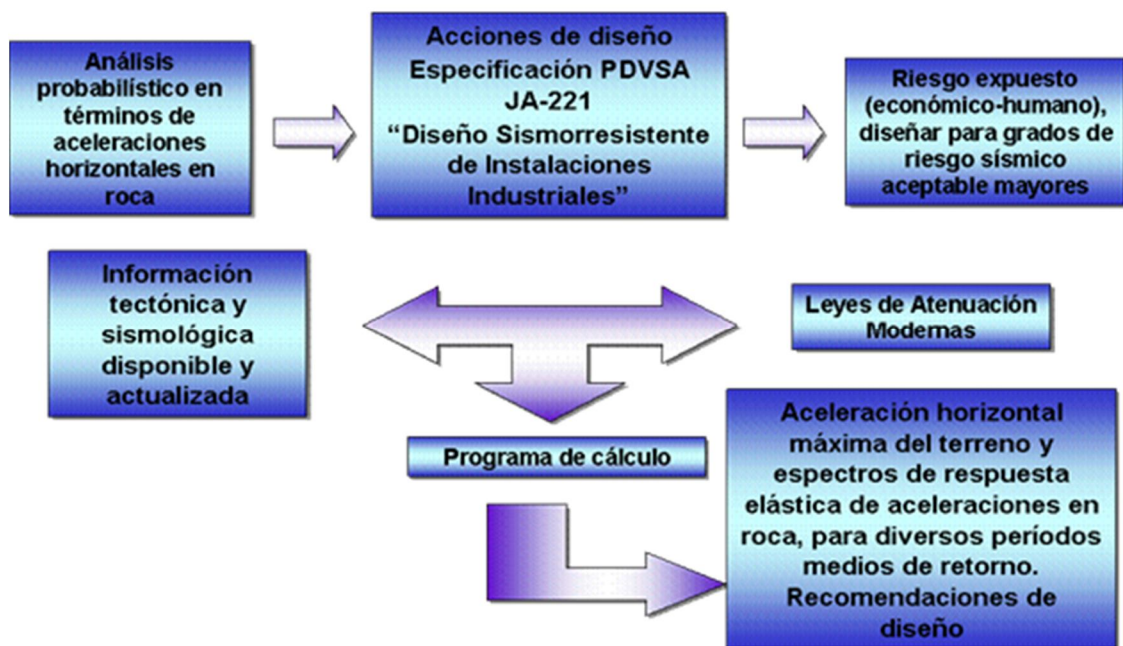 Análisis
probabilístico en
términos de
aceleraciones
horizontales en
roca
Acciones de diseño
Especificación PDVSA
JA-221
“Diseño Sismorresistente
de Instalaciones
Industriales”
Riesgo expuesto
(económico-humano),
diseñar para grados de
riesgo sísmico
aceptable mayores
Información
tectónica y
sismológica
disponible y
actualizada
Leyes de Atenuación
Modernas
Programa de cálculo
Aceleración horizontal
máxima del terreno y
espectros de respuesta
elástica de aceleraciones en
roca, para diversos períodos
medios de retorno.
Recomendaciones de
diseño